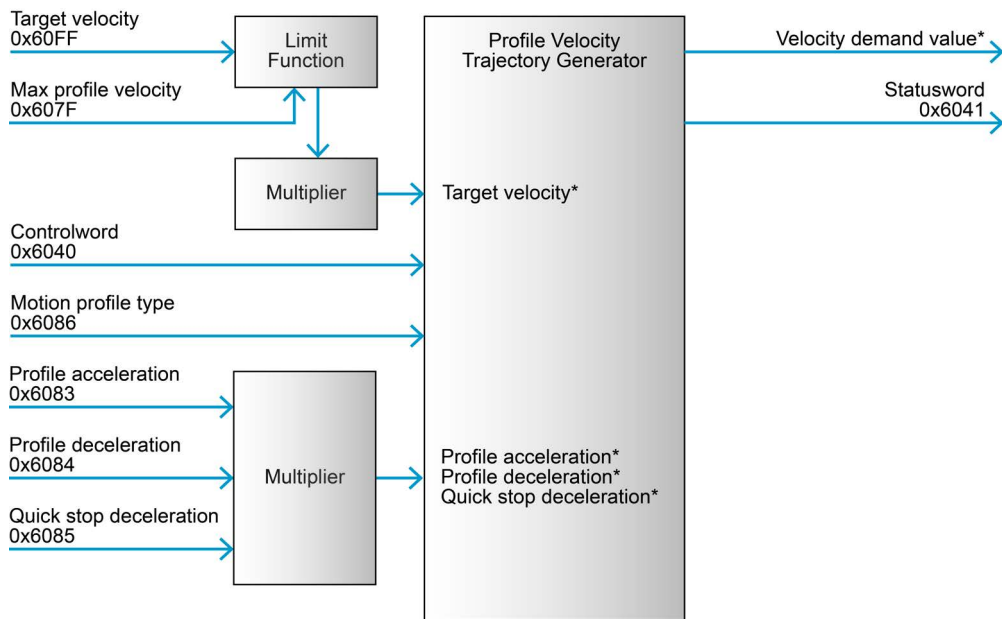 Target velocity
0x60FF
Limit
Function
Profile Velocity
Trajectory Generator
Velocity demand value*
Max profile velocity
0x607F
Statusword
0x6041
Multiplier
Target velocity*
Controlword
0x6040
Motion profile type
0x6086
Profile acceleration
0x6083
Profile deceleration
0x6084
Quick stop deceleration
0x6085
Multiplier
Profile acceleration*
Profile deceleration*
Quick stop deceleration*